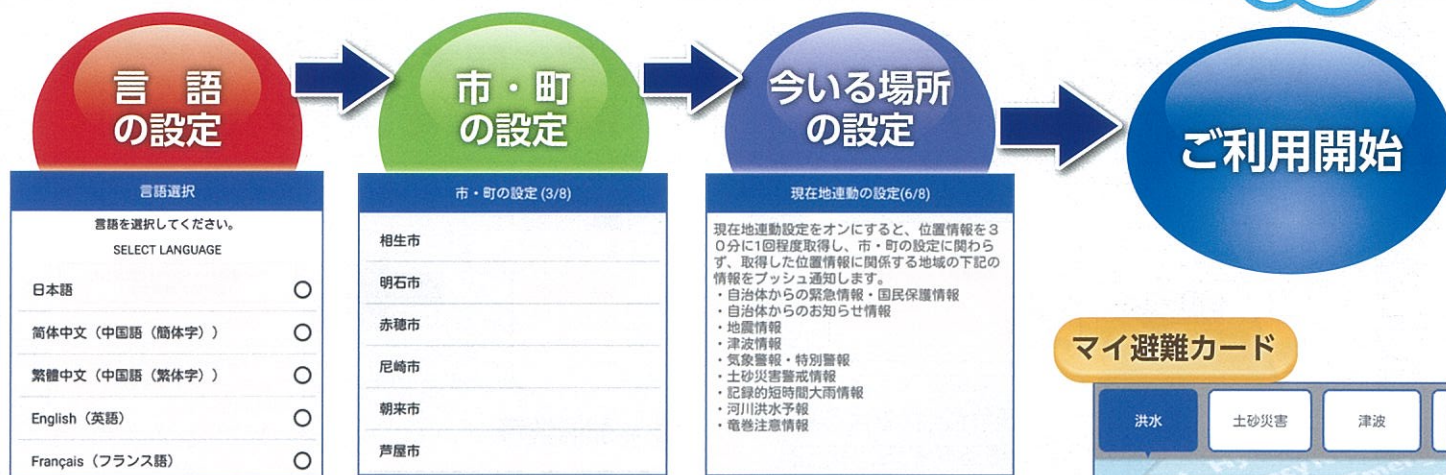 言 語
の設定
市・町
の設定
今いる場所
の設定
ご利用開始
言語選択
言語を選択してください。
SELECT LANGUAGE
日本語
简体中文（中国語（簡体字））
繁體中文（中国語（繁体字））
English（英語）
Français（フランス語）
市・町の設定 (3/8)
相生市
明石市
赤穂市
尼崎市
朝来市
芦屋市
現在地連動の設定(6/8)
現在地連動設定をオンにすると、位置情報を３
０分に1回程度取得し、市・町の設定に関わら
ず、取得した位置情報に関係する地域の下記の
情報をプッシュ通知します。
・自治体からの緊急情報・国民保護情報
・自治体からのお知らせ情報
・地震情報
・津波情報
・気象警報・特別警報
・土砂災害警戒情報
・記録的短時間大雨情報
・河川洪水予報
・竜巻注意情報
マイ避難カード
洪水
土砂災害
津波